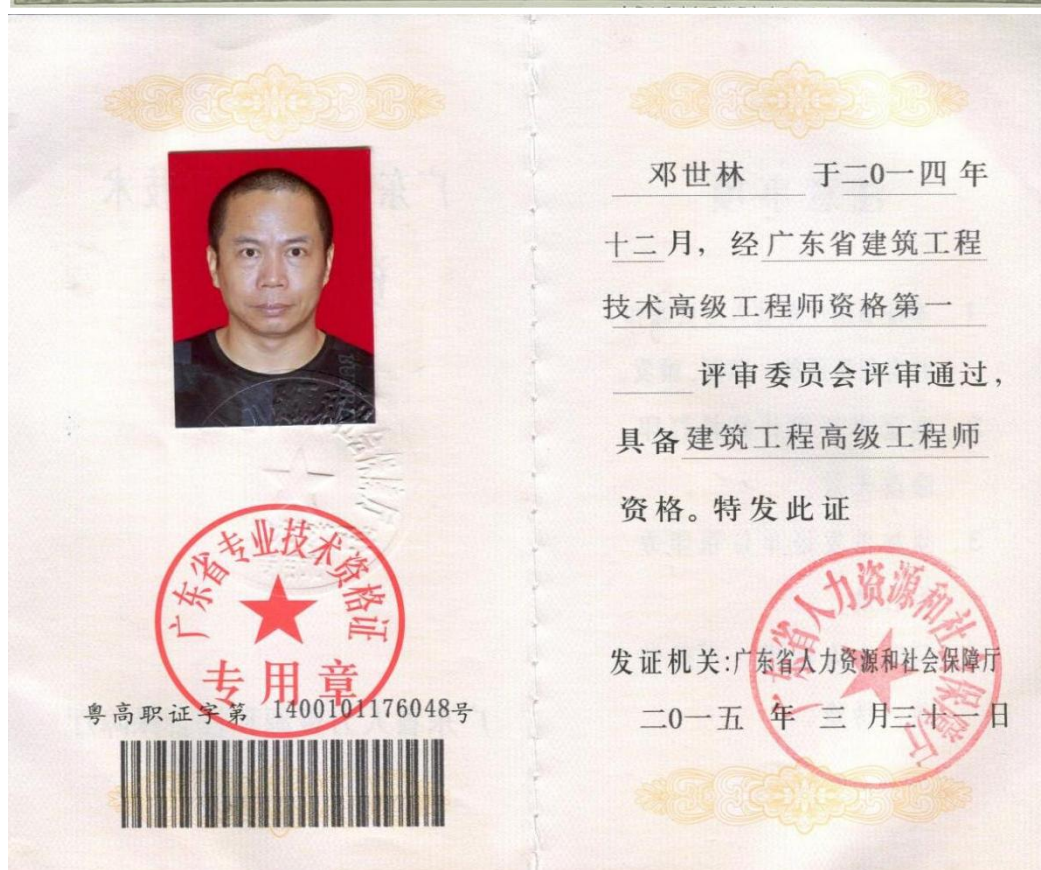 广东省专业技术资格证
专用章
粤高职证字第 1400101176048号
邓世林 于二0一四年
十二月, 经广东省建筑工程
技术高级工程师资格第一
评审委员会评审通过,
具备建筑工程高级工程师
资格。特发此证
广东省人力资源和社会保障厅
发证机关:广东省人力资源和社会保障厅
二0一五 年 三 月三十一日